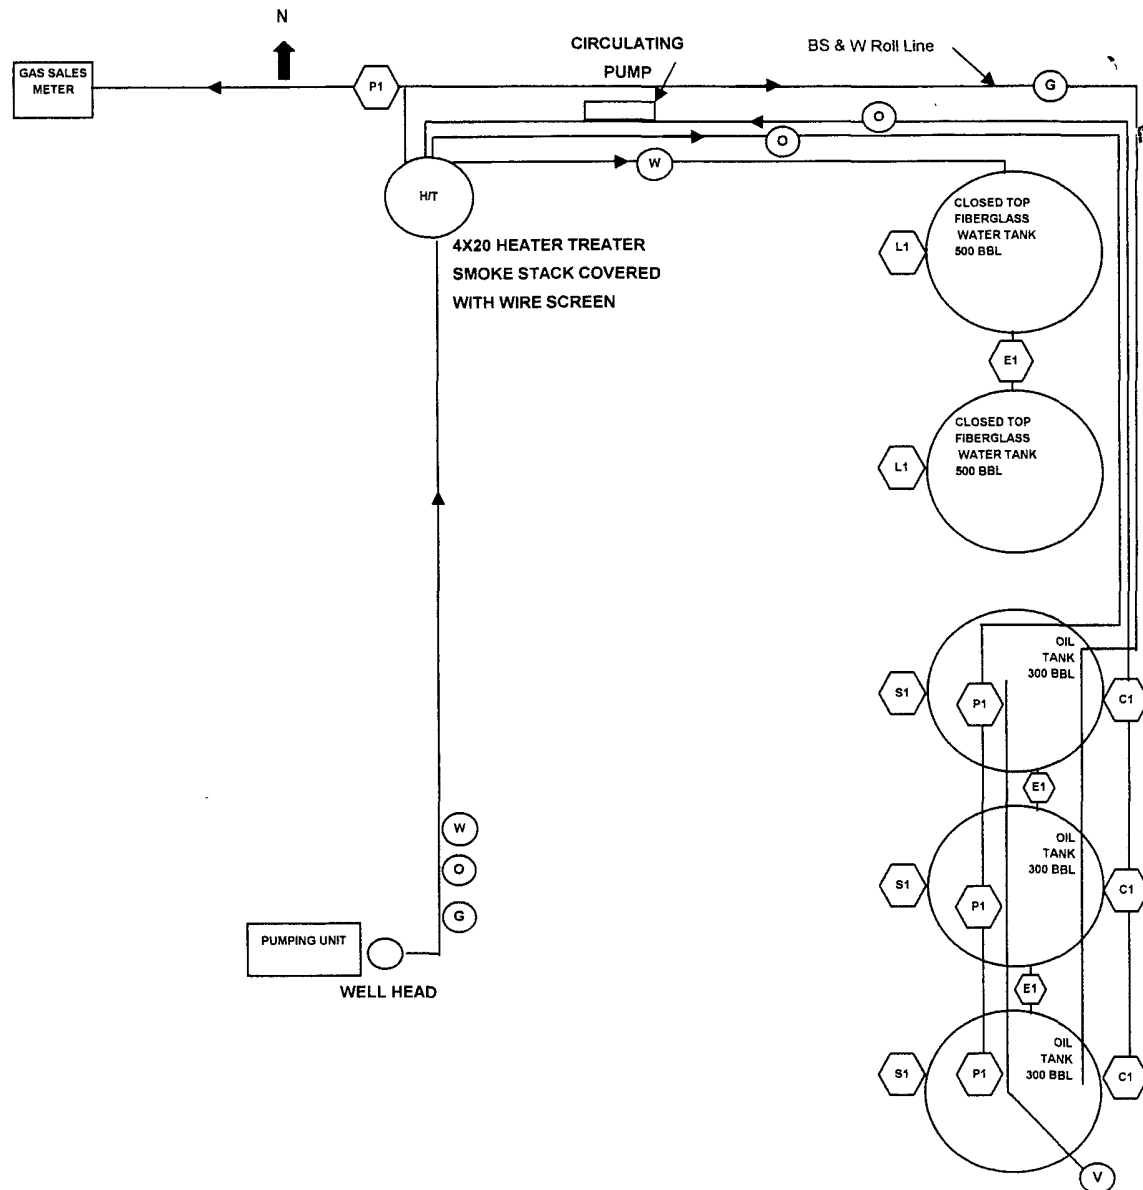 N
CIRCULATING
PUMP
BS & W Roll Line
GAS SALES
METER
P1
G
O
O
W
H/T
4X20 HEATER TREATER
SMOKE STACK COVERED
WITH WIRE SCREEN
CLOSED TOP
FIBERGLASS
WATER TANK
500 BBL
L1
E1
CLOSED TOP
FIBERGLASS
WATER TANK
500 BBL
L1
OIL
TANK
300 BBL
S1
P1
C1
E1
OIL
TANK
300 BBL
S1
P1
C1
E1
OIL
TANK
300 BBL
S1
P1
C1
V
W
O
G
PUMPING UNIT
WELL HEAD